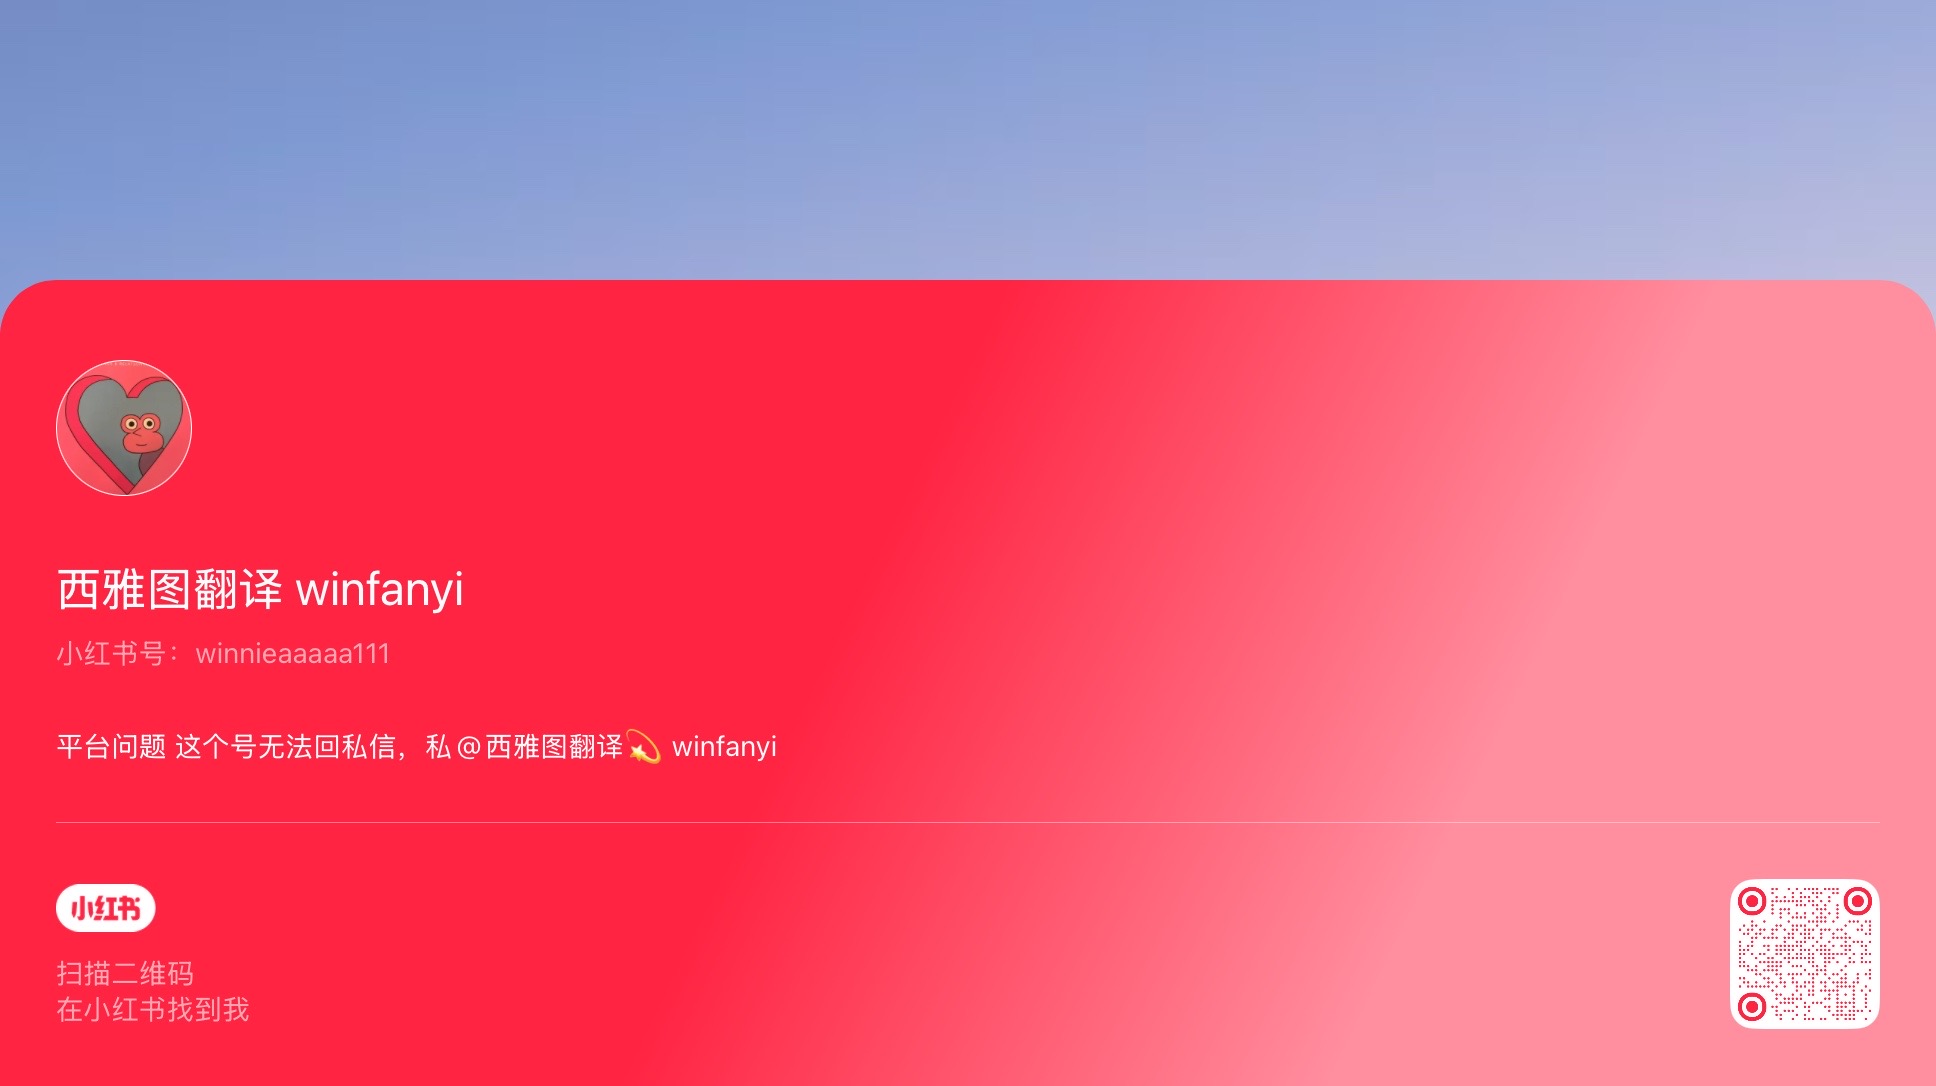 西雅图翻译 winfanyi
小红书号：winnieaaaaa111
平台问题 这个号无法回私信，私@西雅图翻译💫 winfanyi
小红书
扫描二维码
在小红书找到我